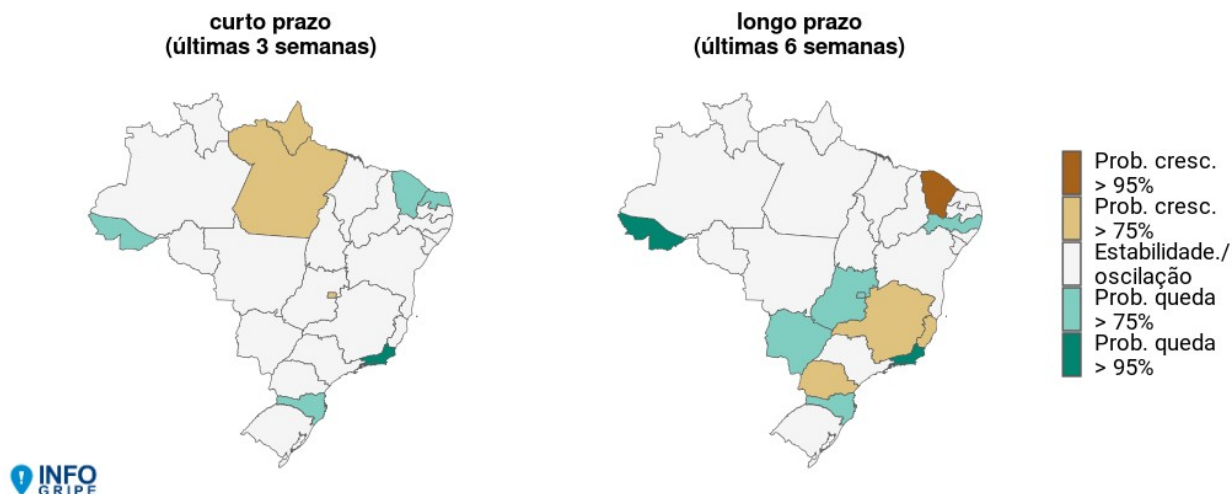 curto prazo
(últimas 3 semanas)
longo prazo
(últimas 6 semanas)
Prob. cresc.
> 95%
Prob. cresc.
> 75%
Estabilidade./
oscilação
Prob. queda
> 75%
Prob. queda
> 95%
INFO
GRIPE